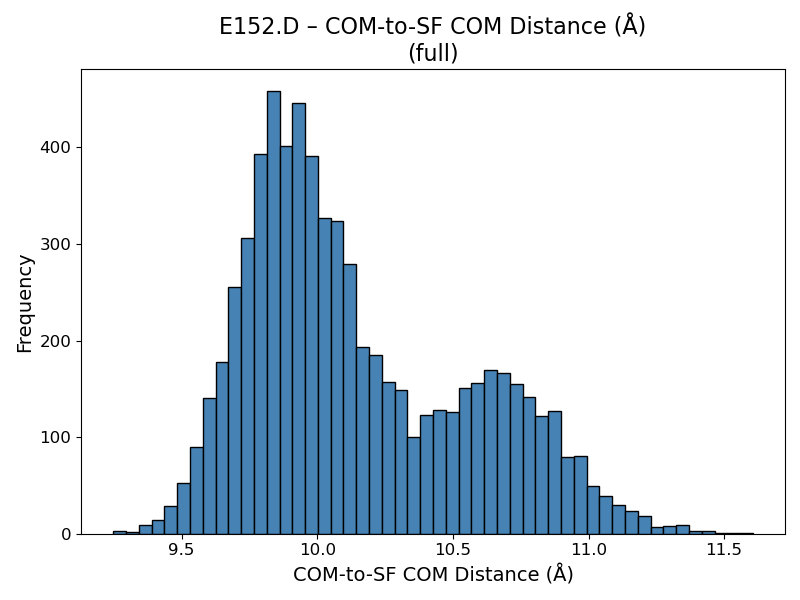 E152.D – COM-to-SF COM Distance (Å)
(full)
Frequency
400
300
200
100
0
9.5 10.0 10.5 11.0 11.5
COM-to-SF COM Distance (Å)